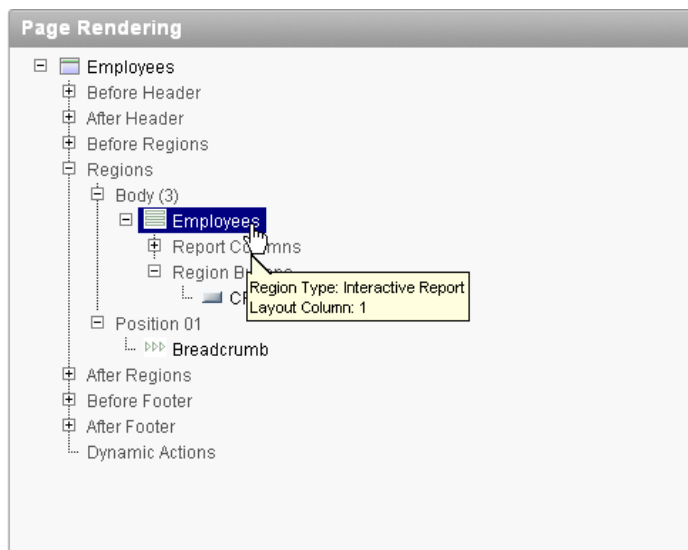 Page Rendering
Employees
Before Header
After Header
Before Regions
Regions
Body (3)
Employees
Report
Region
Region Type: Interactive Report
Layout Column: 1
Position 01
Breadcrumb
After Regions
Before Footer
After Footer
Dynamic Actions